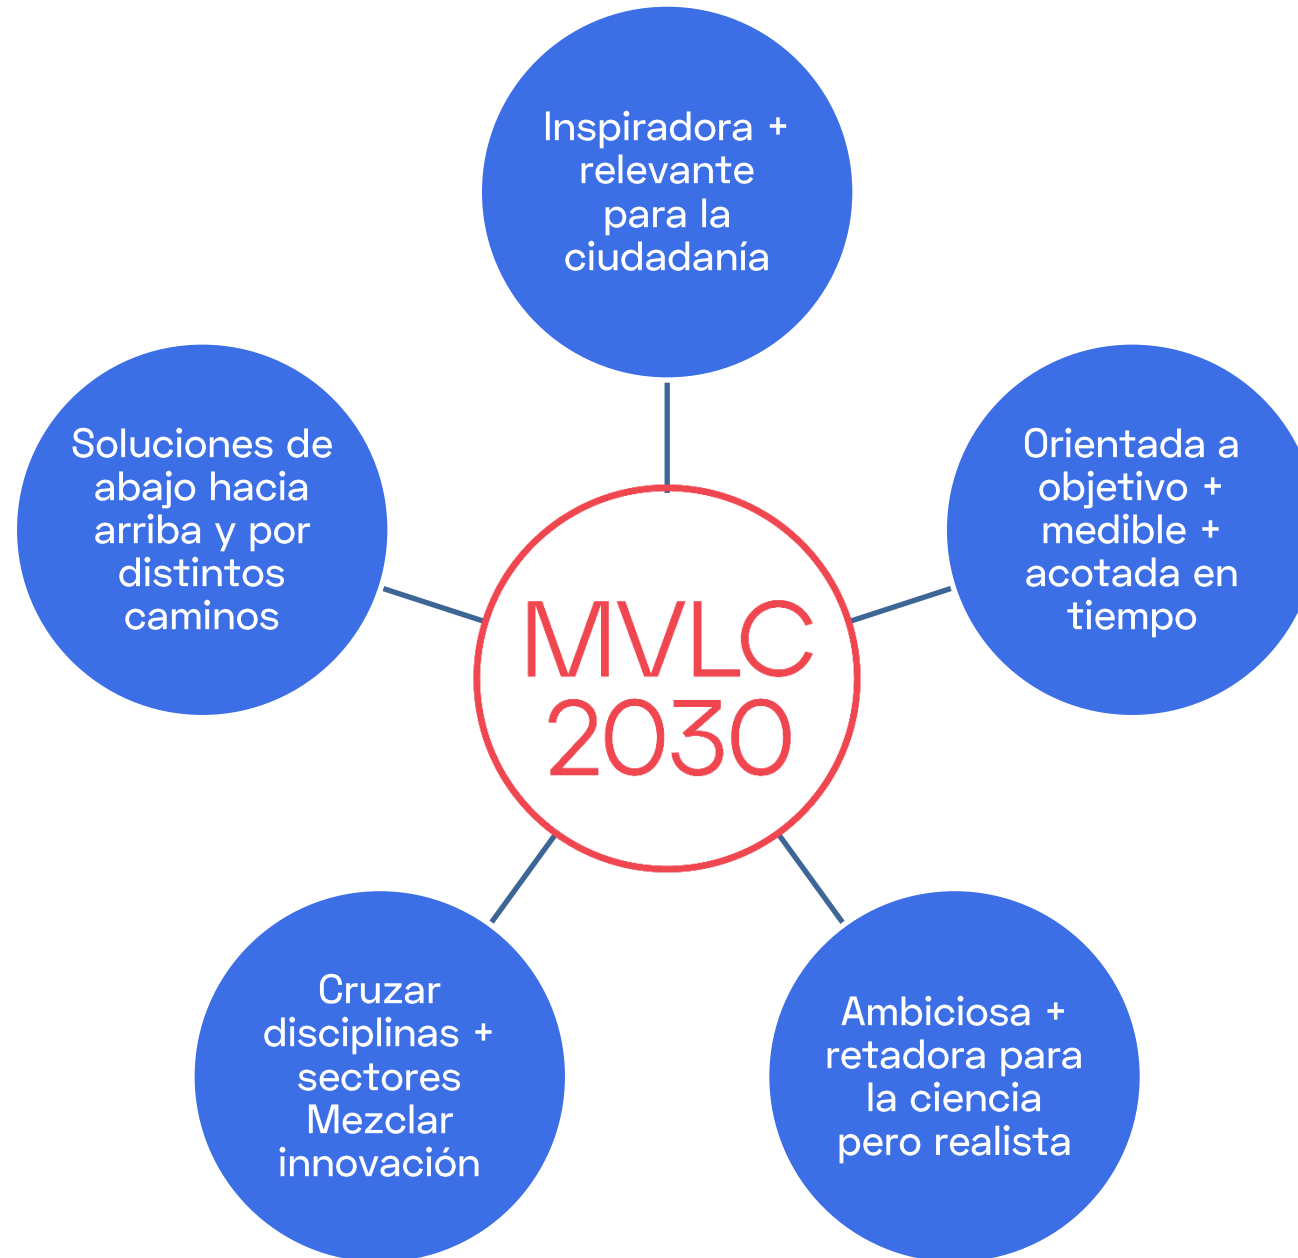 Inspiradora +
relevante
para la
ciudadanía
Soluciones de
abajo hacia
arriba y por
distintos
caminos
Orientada a
objetivo +
medible +
acotada en
tiempo
MVLC
2030
Cruzar
disciplinas +
sectores
Mezclar
innovación
Ambiciosa +
retadora para
la ciencia
pero realista